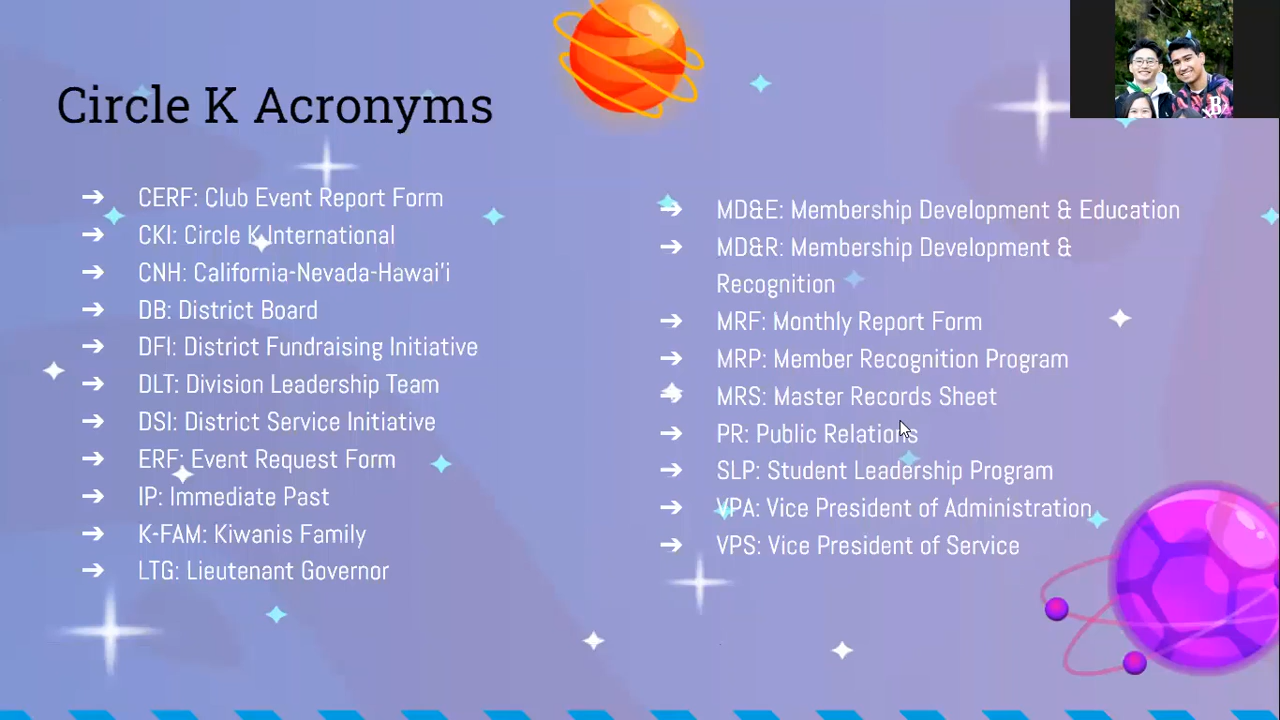 Circle K Acronyms
➔ CERF: Club Event Report Form
➔ CKI: Circle K International
➔ CNH: California-Nevada-Hawai'i
➔ DB: District Board
➔ DFI: District Fundraising Initiative
➔ DLT: Division Leadership Team
➔ DSI: District Service Initiative
➔ ERF: Event Request Form
➔ IP: Immediate Past
➔ K-FAM: Kiwanis Family
➔ LTG: Lieutenant Governor
➔ MD&E: Membership Development & Education
➔ MD&R: Membership Development &
Recognition
➔ MRF: Monthly Report Form
➔ MRP: Member Recognition Program
➔ MRS: Master Records Sheet
➔ PR: Public Relations
➔ SLP: Student Leadership Program
➔ VPA: Vice President of Administration
➔ VPS: Vice President of Service
B